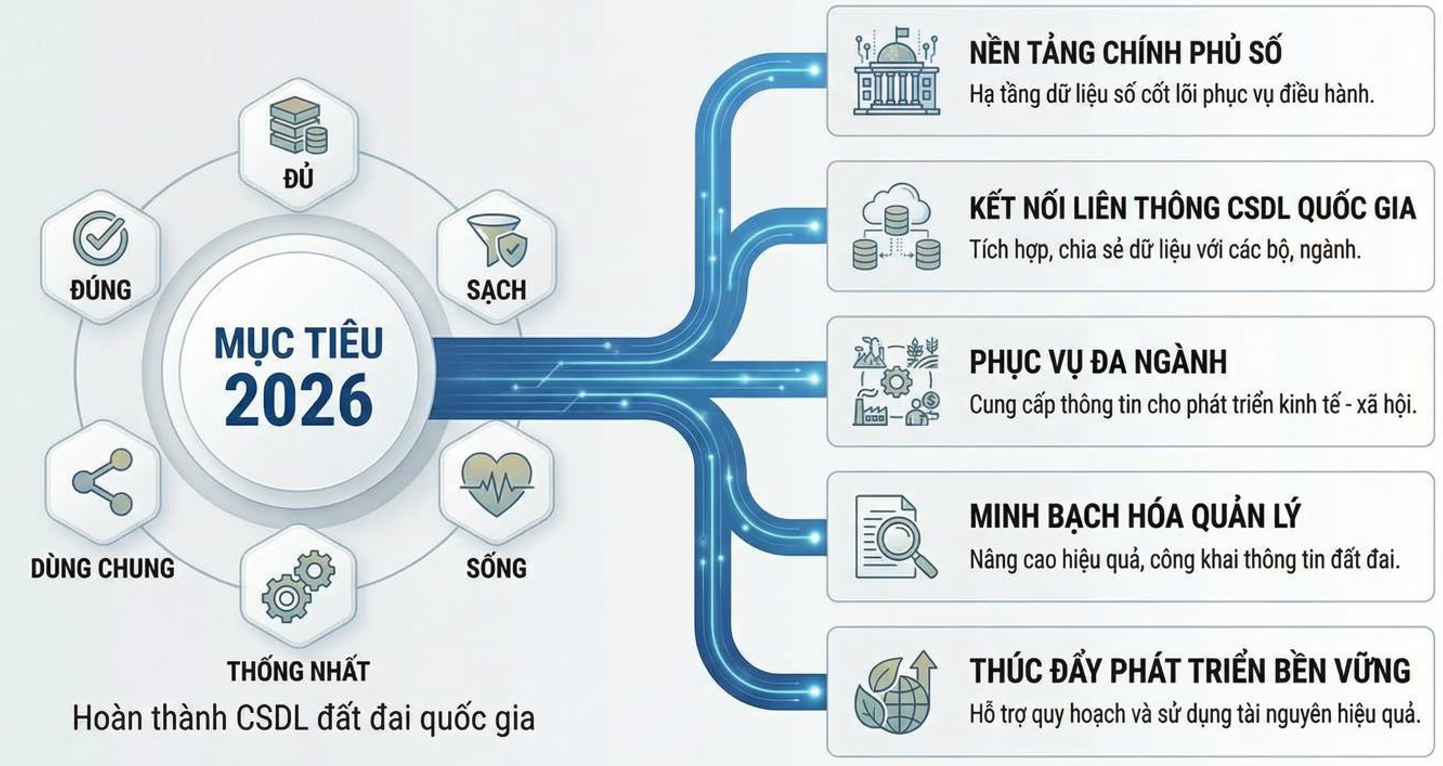 ĐỦ
ĐÚNG
SẠCH
MỤC TIÊU
2026
DÙNG CHUNG
SỐNG
THỐNG NHẤT
Hoàn thành CSDL đất đai quốc gia
NỀN TẢNG CHÍNH PHỦ SỐ
Hạ tầng dữ liệu số cốt lõi phục vụ điều hành.
KẾT NỐI LIÊN THÔNG CSDL QUỐC GIA
Tích hợp, chia sẻ dữ liệu với các bộ, ngành.
PHỤC VỤ ĐA NGÀNH
Cung cấp thông tin cho phát triển kinh tế - xã hội.
MINH BẠCH HÓA QUẢN LÝ
Nâng cao hiệu quả, công khai thông tin đất đai.
THÚC ĐẨY PHÁT TRIỂN BỀN VỮNG
Hỗ trợ quy hoạch và sử dụng tài nguyên hiệu quả.